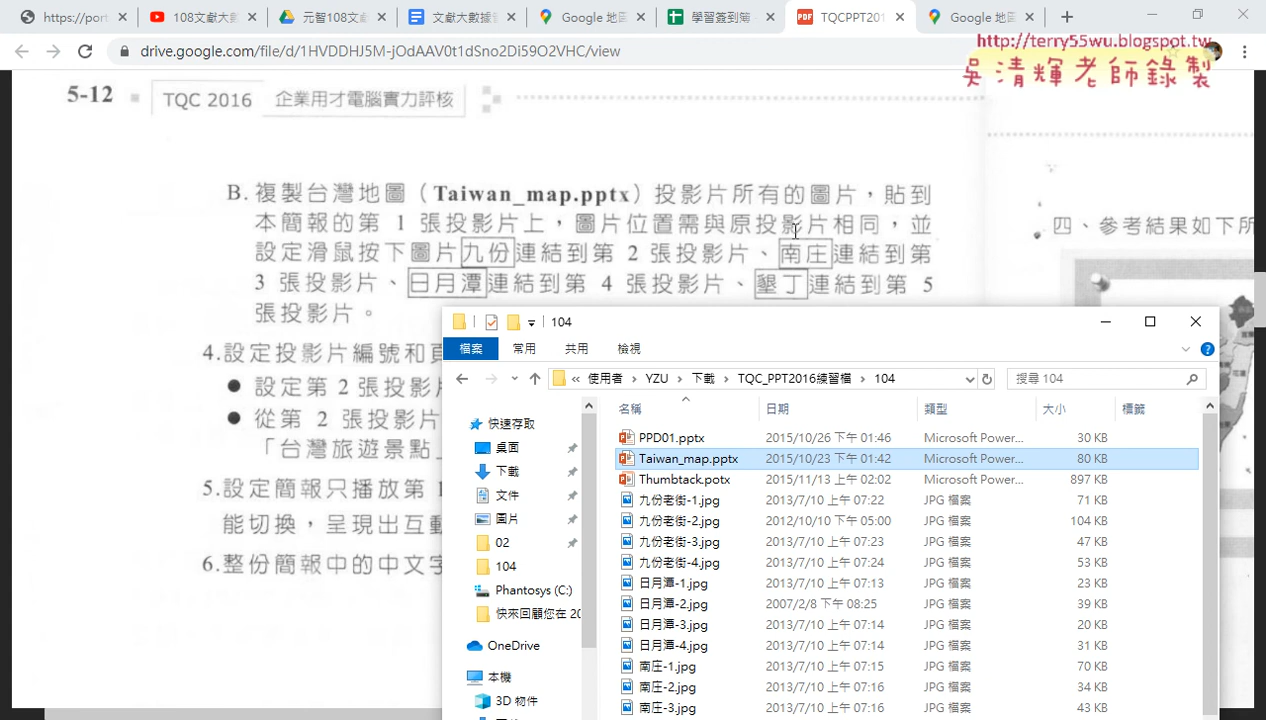 https://port
108文獻大數
元智108文獻
文獻大數據
Google 地圖
學習簽到簿
TQCPPT201
Google 地圖
drive.google.com/file/d/1HVDDHJ5M-jOdAAV0t1dSno2Di59O2VHC/view
http://terry55wu.blogspot.tw
吳清輝老師錄製
5-12 TQC 2016 企業用才電腦實力評核
B. 複製台灣地圖（Taiwan_map.pptx）投影片所有的圖片，貼到
本簡報的第 1 張投影片上，圖片位置需與原投影片相同，並
設定滑鼠按下圖片九份連結到第 2 張投影片、南庄連結到第
3 張投影片、日月潭連結到第 4 張投影片、墾丁連結到第 5
張投影片。
四、參考結果如下所
4.設定投影片編號和頁
● 設定第 2 張投影片
● 從第 2 張投影片
「台灣旅遊景點」
5.設定簡報只播放第 1
能切換，呈現出互動
6.整份簡報中的中文字
104
檔案 常用 共用 檢視
« 使用者 › YZU › 下載 › TQC_PPT2016練習檔 › 104
搜尋 104
名稱 日期 類型 大小 標籤
PPD01.pptx 2015/10/26 下午 01:46 Microsoft Power... 30 KB
Taiwan_map.pptx 2015/10/23 下午 01:42 Microsoft Power... 80 KB
Thumbtack.potx 2015/11/13 上午 02:02 Microsoft Power... 897 KB
九份老街-1.jpg 2013/7/10 上午 07:22 JPG 檔案 71 KB
九份老街-2.jpg 2012/10/10 下午 05:00 JPG 檔案 104 KB
九份老街-3.jpg 2013/7/10 上午 07:23 JPG 檔案 47 KB
九份老街-4.jpg 2013/7/10 上午 07:24 JPG 檔案 53 KB
日月潭-1.jpg 2013/7/10 上午 07:13 JPG 檔案 23 KB
日月潭-2.jpg 2007/2/8 下午 08:25 JPG 檔案 39 KB
日月潭-3.jpg 2013/7/10 上午 07:14 JPG 檔案 20 KB
日月潭-4.jpg 2013/7/10 上午 07:14 JPG 檔案 31 KB
南庄-1.jpg 2013/7/10 上午 07:15 JPG 檔案 70 KB
南庄-2.jpg 2013/7/10 上午 07:16 JPG 檔案 34 KB
南庄-3.jpg 2013/7/10 上午 07:16 JPG 檔案 43 KB
快速存取
桌面
下載
文件
圖片
02
104
Phantosys (C:)
快來回顧您在 20
OneDrive
本機
3D 物件